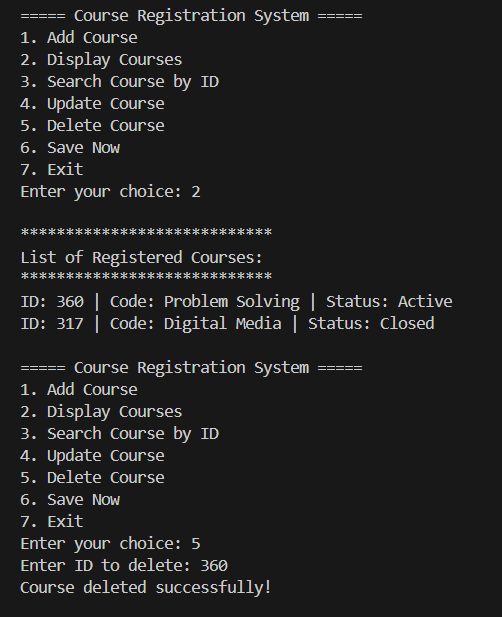 ===== Course Registration System =====
1. Add Course
2. Display Courses
3. Search Course by ID
4. Update Course
5. Delete Course
6. Save Now
7. Exit
Enter your choice: 2
****************************
List of Registered Courses:
****************************
ID: 360 | Code: Problem Solving | Status: Active
ID: 317 | Code: Digital Media | Status: Closed
===== Course Registration System =====
1. Add Course
2. Display Courses
3. Search Course by ID
4. Update Course
5. Delete Course
6. Save Now
7. Exit
Enter your choice: 5
Enter ID to delete: 360
Course deleted successfully!